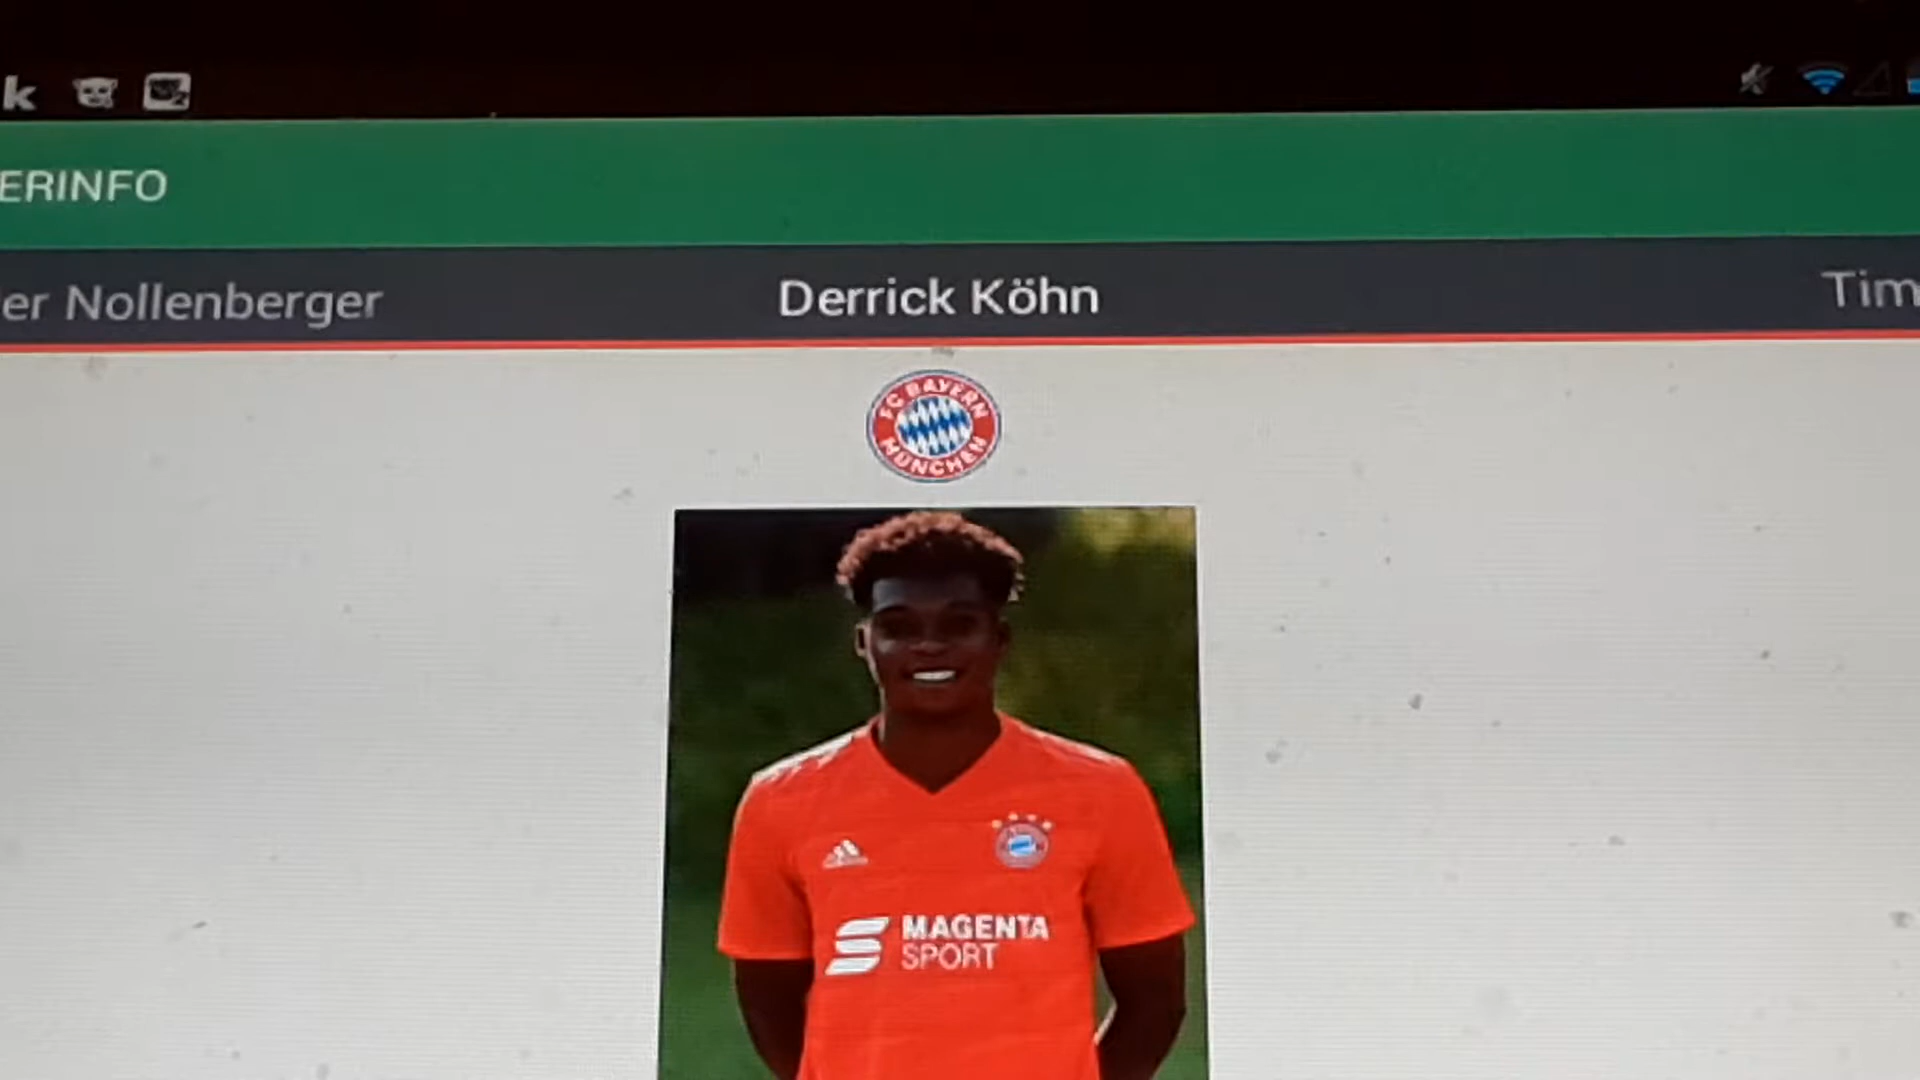 k
ERINFO
er Nollenberger
Derrick Köhn
Tim
FC BAYERN
MÜNCHEN
MAGENTA
SPORT